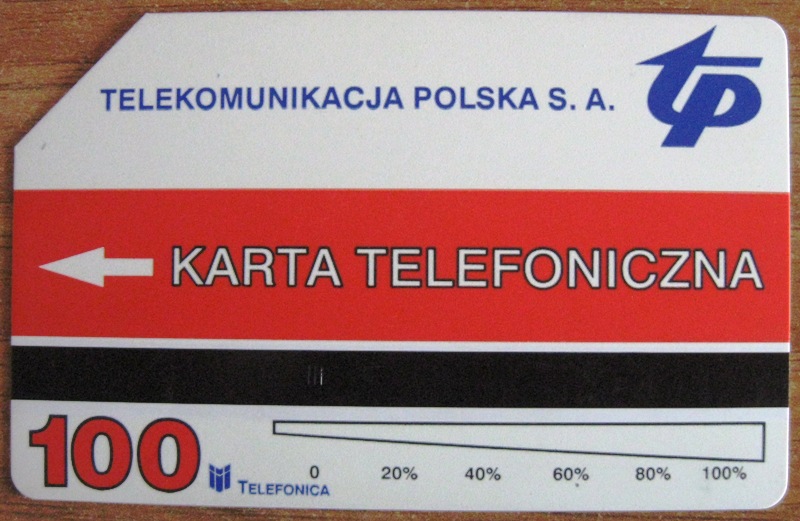 TELEKOMUNIKACJA POLSKA S. A.
tp
KARTA TELEFONICZNA
100
TELEFONICA
0 20% 40% 60% 80% 100%